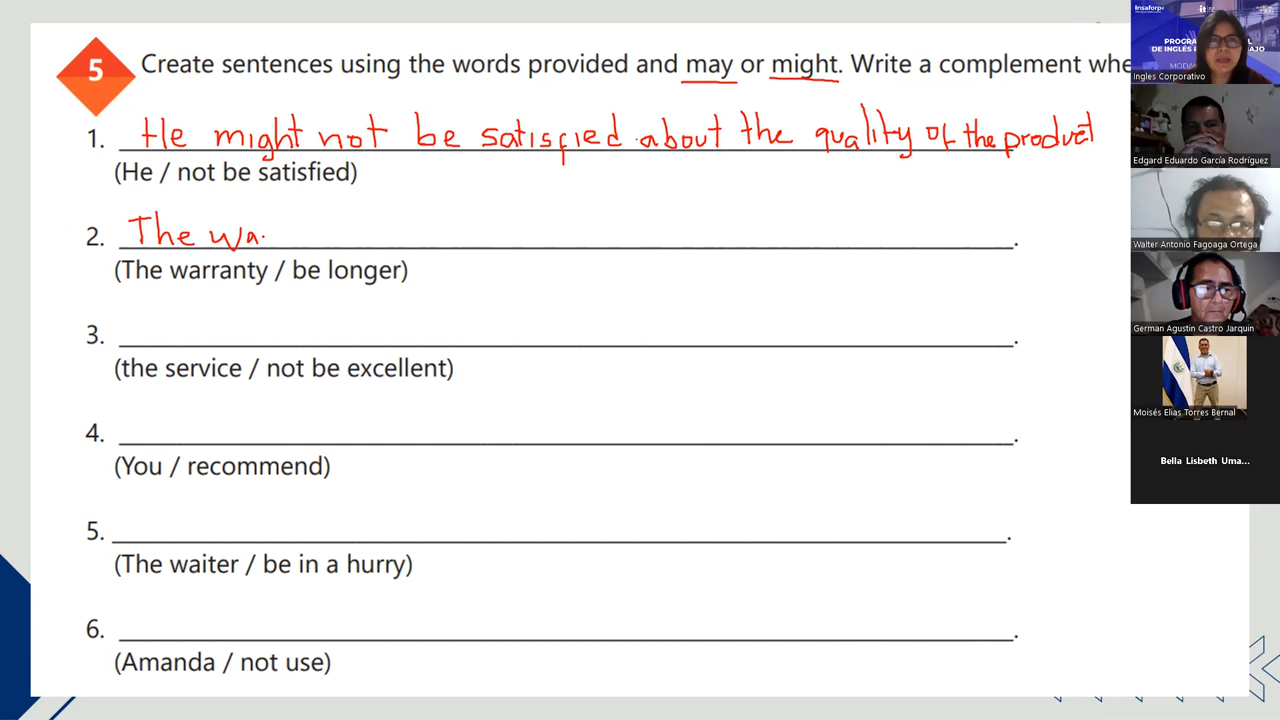 5 Create sentences using the words provided and may or might. Write a complement whe
1. He might not be satisfied about the quality of the product
(He / not be satisfied)
2. The wa.
(The warranty / be longer)
3.
(the service / not be excellent)
4.
(You / recommend)
5.
(The waiter / be in a hurry)
6.
(Amanda / not use)
Insaforp
Ingles Corporativo
Edgard Eduardo García Rodríguez
Walter Antonio Fagoaga Ortega
German Agustin Castro Jarquin
Moisés Elias Torres Bernal
Bella Lisbeth Uma...